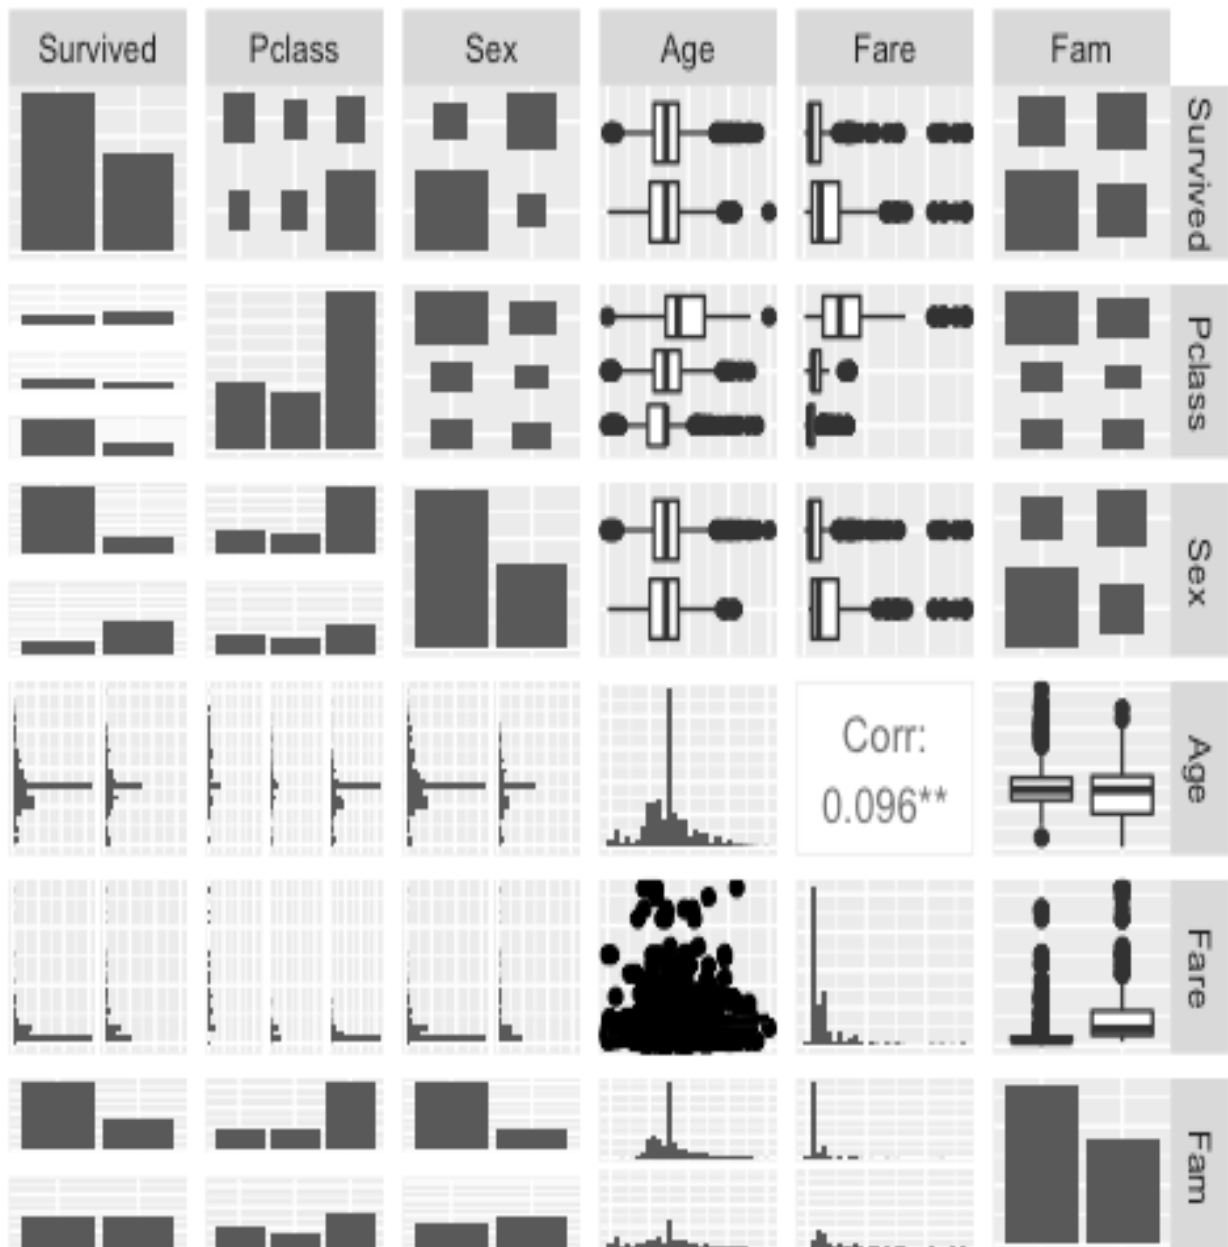 Survived
Pclass
Sex
Age
Fare
Fam
Survived
Pclass
Sex
Age
Corr:
0.096**
Fare
Fam